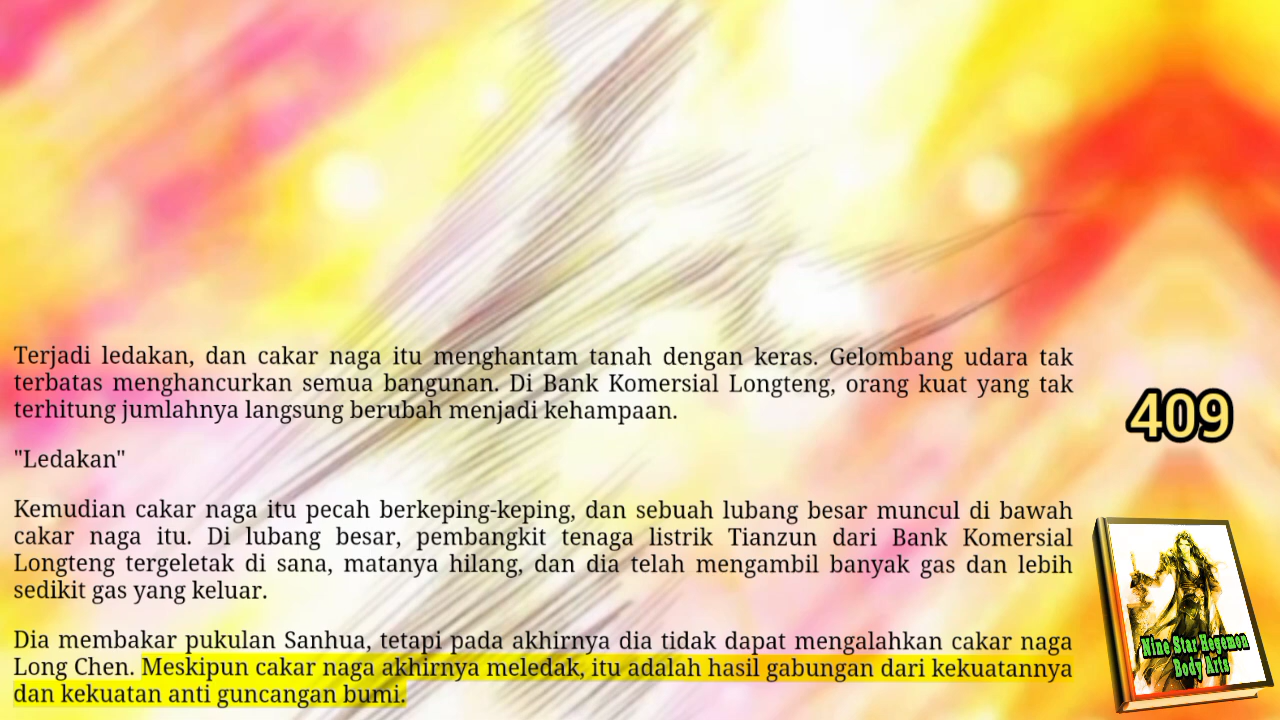 Terjadi ledakan, dan cakar naga itu menghantam tanah dengan keras. Gelombang udara tak
terbatas menghancurkan semua bangunan. Di Bank Komersial Longteng, orang kuat yang tak
terhitung jumlahnya langsung berubah menjadi kehampaan.
"Ledakan"
Kemudian cakar naga itu pecah berkeping-keping, dan sebuah lubang besar muncul di bawah
cakar naga itu. Di lubang besar, pembangkit tenaga listrik Tianzun dari Bank Komersial
Longteng tergeletak di sana, matanya hilang, dan dia telah mengambil banyak gas dan lebih
sedikit gas yang keluar.
Dia membakar pukulan Sanhua, tetapi pada akhirnya dia tidak dapat mengalahkan cakar naga
Long Chen. Meskipun cakar naga akhirnya meledak, itu adalah hasil gabungan dari kekuatannya
dan kekuatan anti guncangan bumi.
409
Nine Star Hegemon
Body Arts